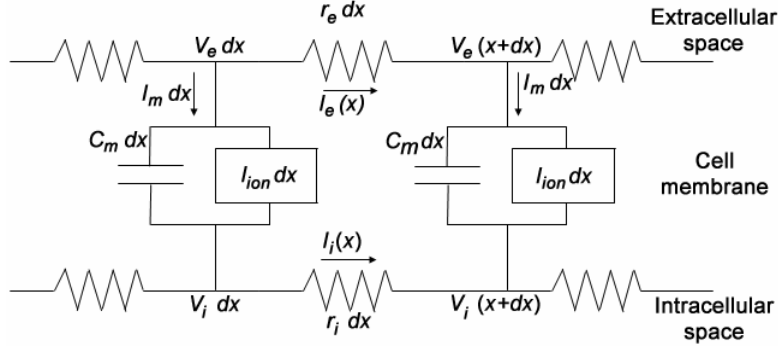 r_e dx
Extracellular
space
V_e dx
V_e (x+dx)
I_m dx
I_e (x)
I_m dx
C_m dx
C_m dx
I_ion dx
I_ion dx
Cell
membrane
I_i(x)
V_i dx
r_i dx
V_i (x+dx)
Intracellular
space